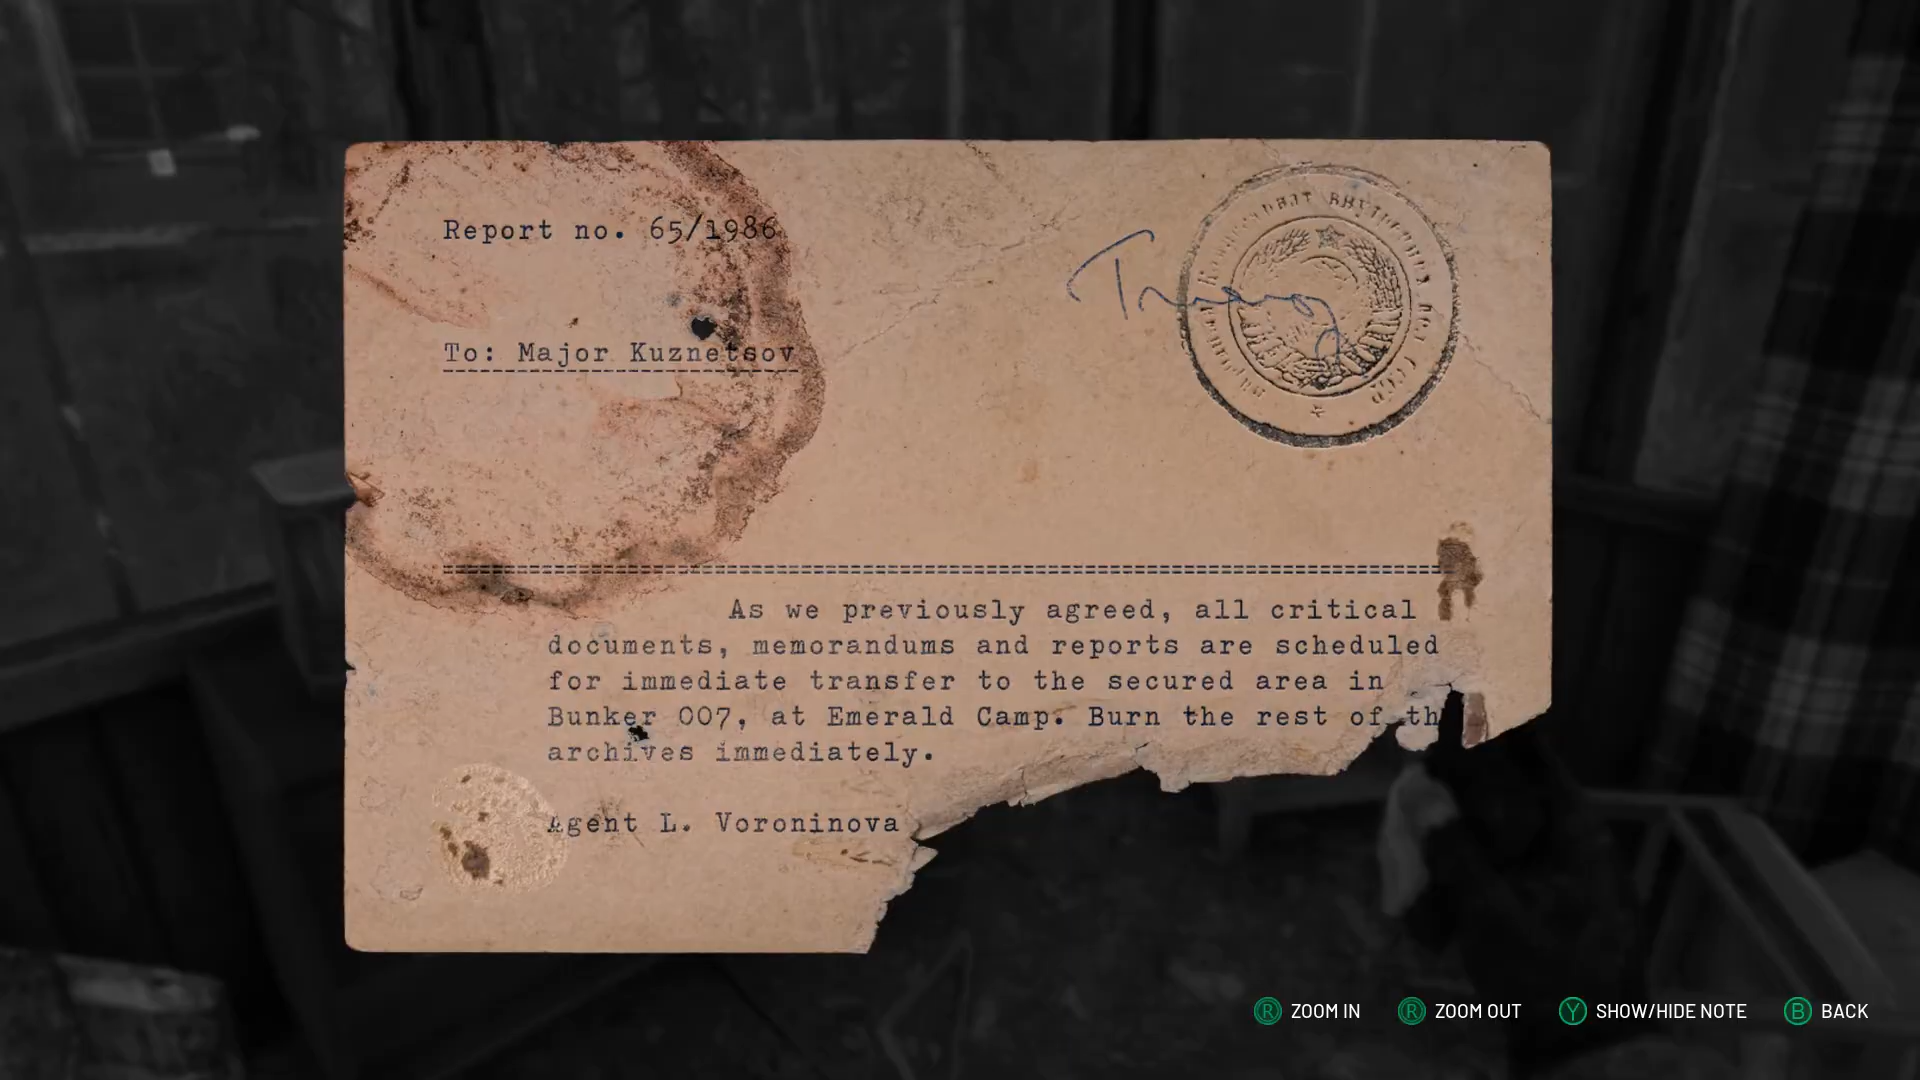 Report no. 65/1986
To: Major Kuznetsov
As we previously agreed, all critical
documents, memorandums and reports are scheduled
for immediate transfer to the secured area in
Bunker 007, at Emerald Camp. Burn the rest of th
archives immediately.
Agent L. Voroninova
R ZOOM IN R ZOOM OUT Y SHOW/HIDE NOTE B BACK